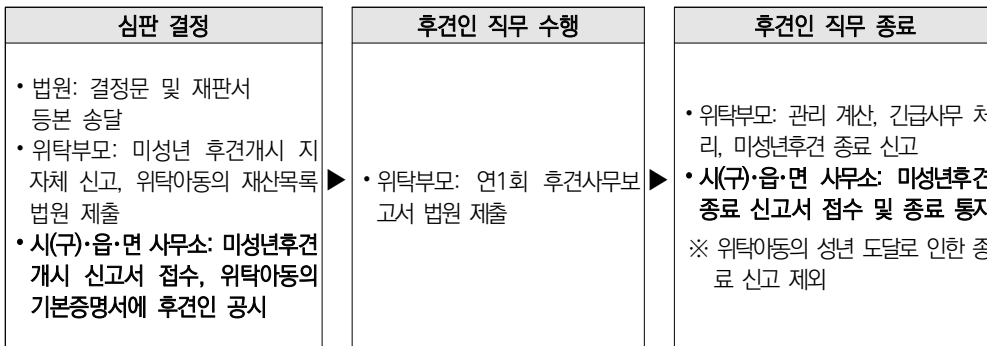 심판 결정
• 법원: 결정문 및 재판서
등본 송달
• 위탁부모: 미성년 후견개시 지
자체 신고, 위탁아동의 재산목록
법원 제출
• 시(구)·읍·면 사무소: 미성년후견
개시 신고서 접수, 위탁아동의
기본증명서에 후견인 공시
▶
후견인 직무 수행
• 위탁부모: 연1회 후견사무보
고서 법원 제출
▶
후견인 직무 종료
• 위탁부모: 관리 계산, 긴급사무 처
리, 미성년후견 종료 신고
• 시(구)·읍·면 사무소: 미성년후견
종료 신고서 접수 및 종료 통지
※ 위탁아동의 성년 도달로 인한 종
료 신고 제외